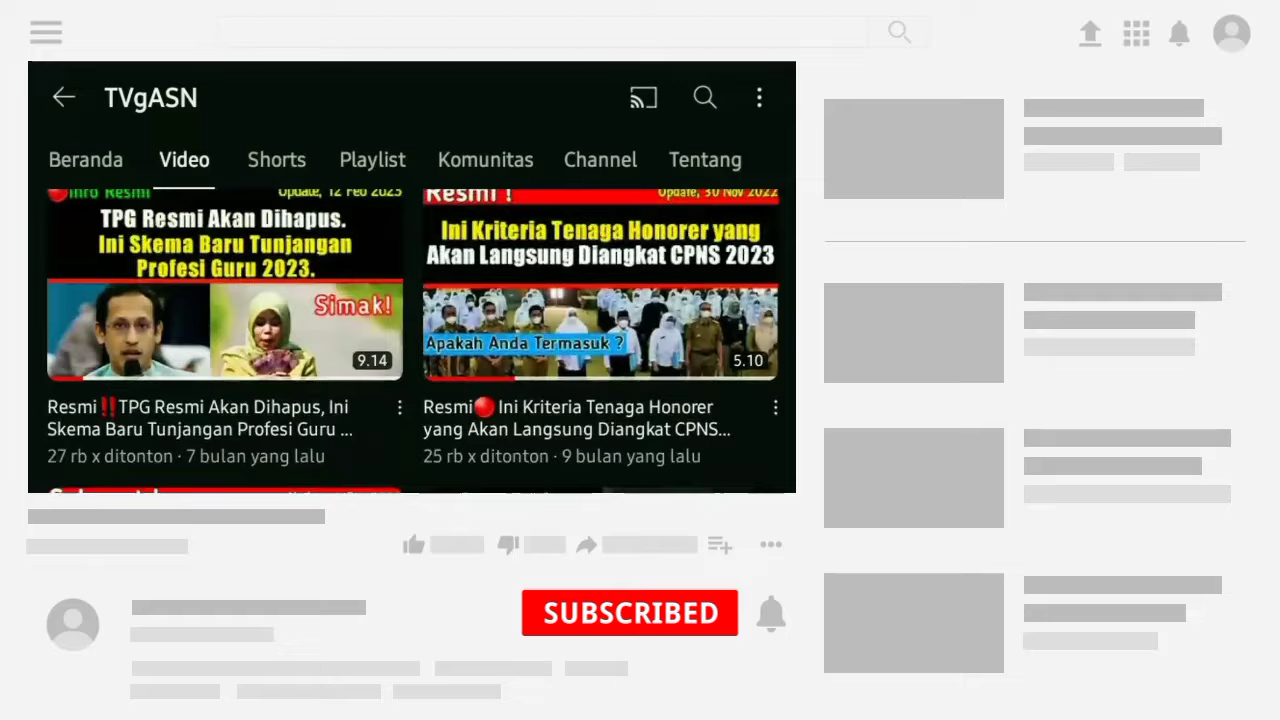 TVgASN
Beranda Video Shorts Playlist Komunitas Channel Tentang
Info Resmi Update, 12 Feb 2023
TPG Resmi Akan Dihapus.
Ini Skema Baru Tunjangan
Profesi Guru 2023.
Simak!
9.14
Resmi‼️TPG Resmi Akan Dihapus, Ini
Skema Baru Tunjangan Profesi Guru ...
27 rb x ditonton · 7 bulan yang lalu
Resmi ! Update, 30 Nov 2022
Ini Kriteria Tenaga Honorer yang
Akan Langsung Diangkat CPNS 2023
Apakah Anda Termasuk ?
5.10
Resmi🔴Ini Kriteria Tenaga Honorer
yang Akan Langsung Diangkat CPNS...
25 rb x ditonton · 9 bulan yang lalu
SUBSCRIBED